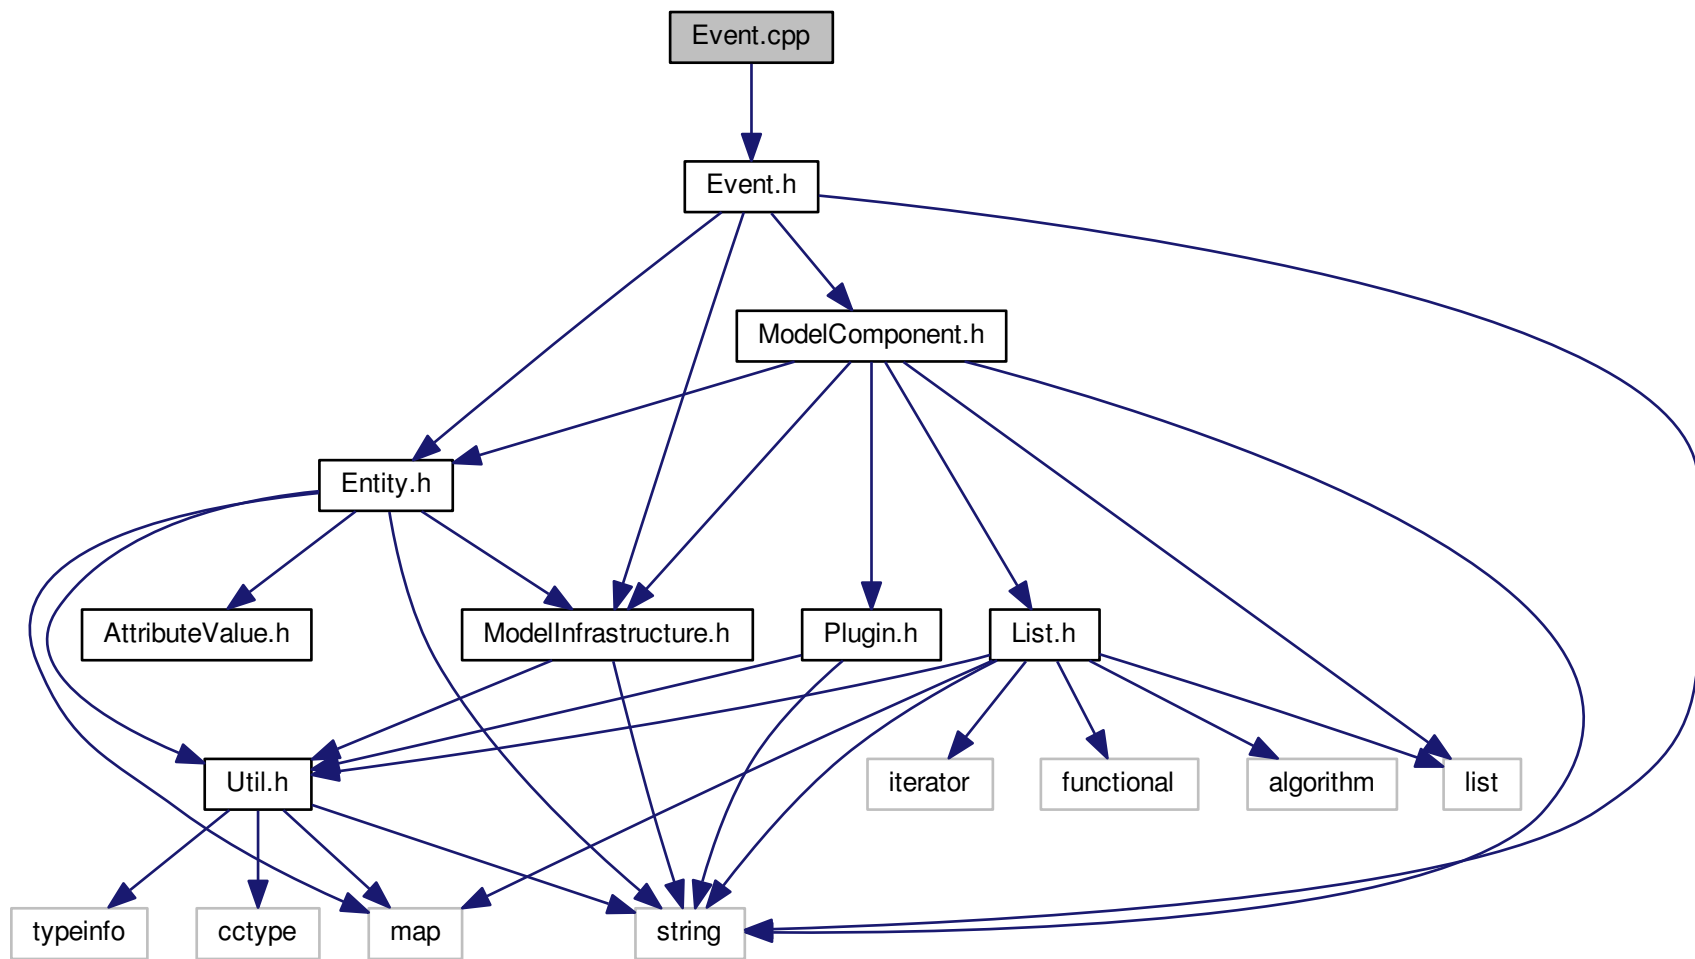 Event.cpp
Event.h
ModelComponent.h
Entity.h
AttributeValue.h
ModelInfrastructure.h
Plugin.h
List.h
Util.h
iterator
functional
algorithm
list
typeinfo
cctype
map
string